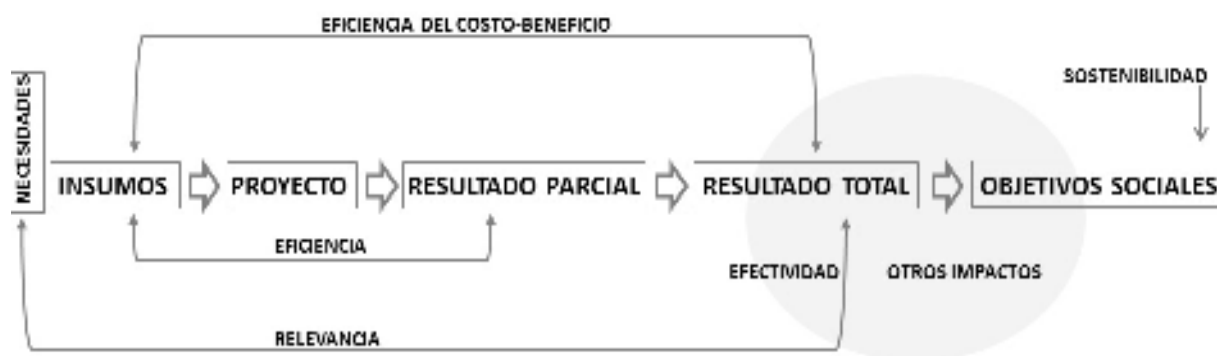 EFICIENCIA DEL COSTO-BENEFICIO
SOSTENIBILIDAD
NECESIDADES
INSUMOS
PROYECTO
RESULTADO PARCIAL
RESULTADO TOTAL
OBJETIVOS SOCIALES
EFICIENCIA
EFECTIVIDAD
OTROS IMPACTOS
RELEVANCIA